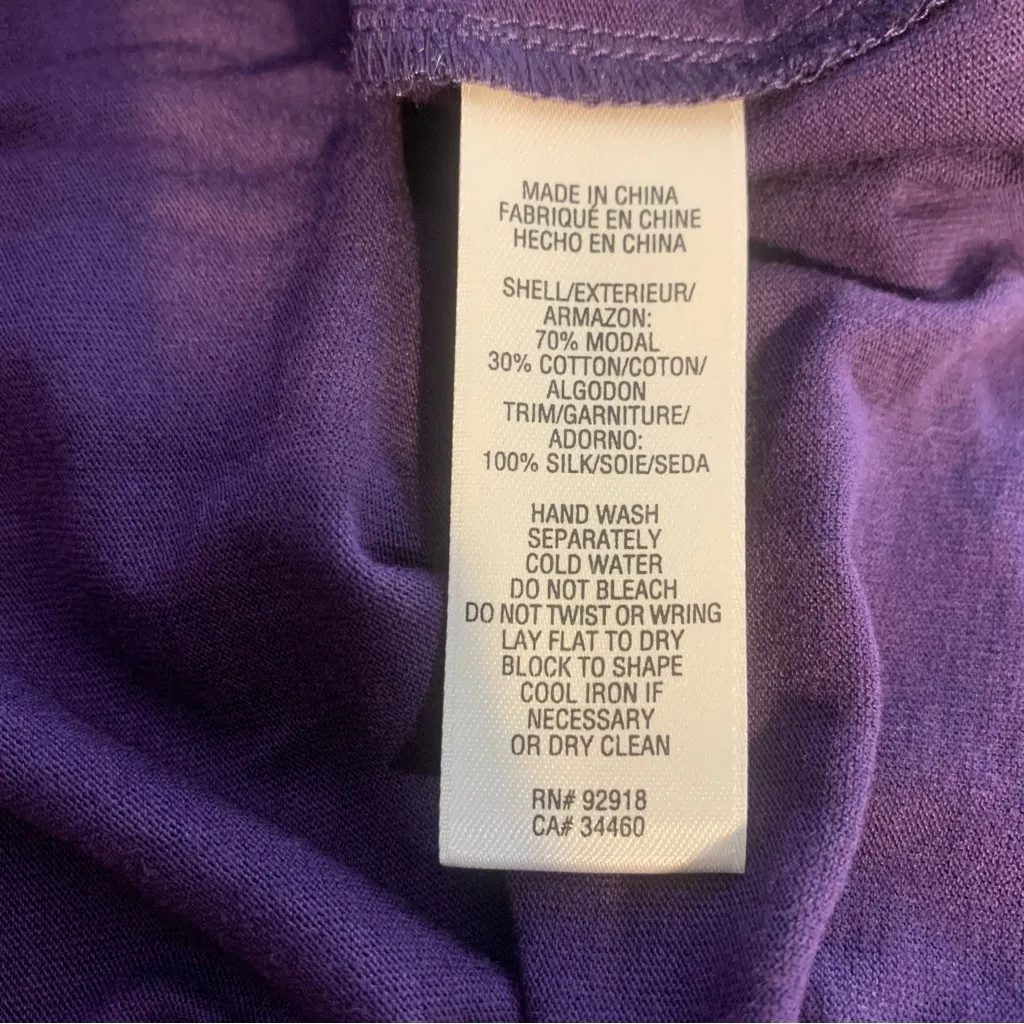 MADE IN CHINA
FABRIQUÉ EN CHINE
HECHO EN CHINA
SHELL/EXTERIEUR/
ARMAZON:
70% MODAL
30% COTTON/COTON/
ALGODON
TRIM/GARNITURE/
ADORNO:
100% SILK/SOIE/SEDA
HAND WASH
SEPARATELY
COLD WATER
DO NOT BLEACH
DO NOT TWIST OR WRING
LAY FLAT TO DRY
BLOCK TO SHAPE
COOL IRON IF
NECESSARY
OR DRY CLEAN
RN# 92918
CA# 34460